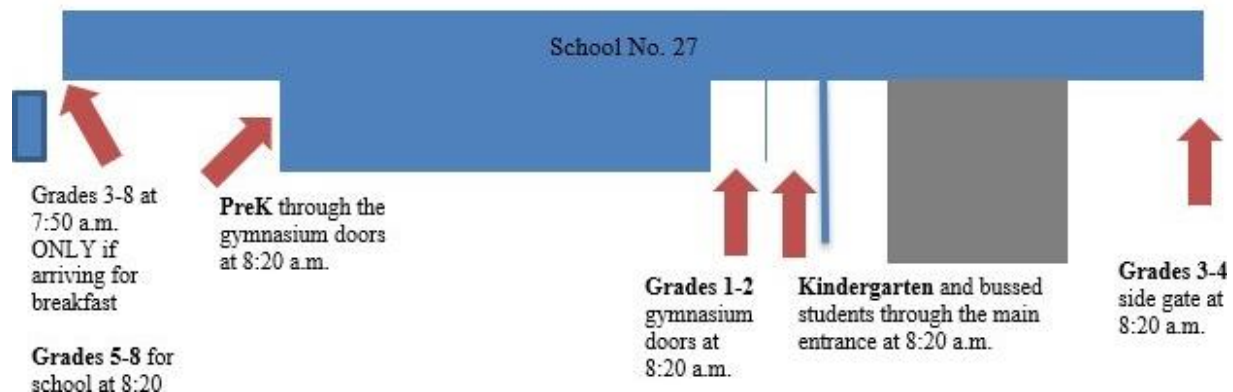 School No. 27
Grades 3-8 at
7:50 a.m.
ONLY if
arriving for
breakfast
Grades 5-8 for
school at 8:20
PreK through the
gymnasium doors
at 8:20 a.m.
Grades 1-2
gymnasium
doors at
8:20 a.m.
Kindergarten and bussed
students through the main
entrance at 8:20 a.m.
Grades 3-4
side gate at
8:20 a.m.